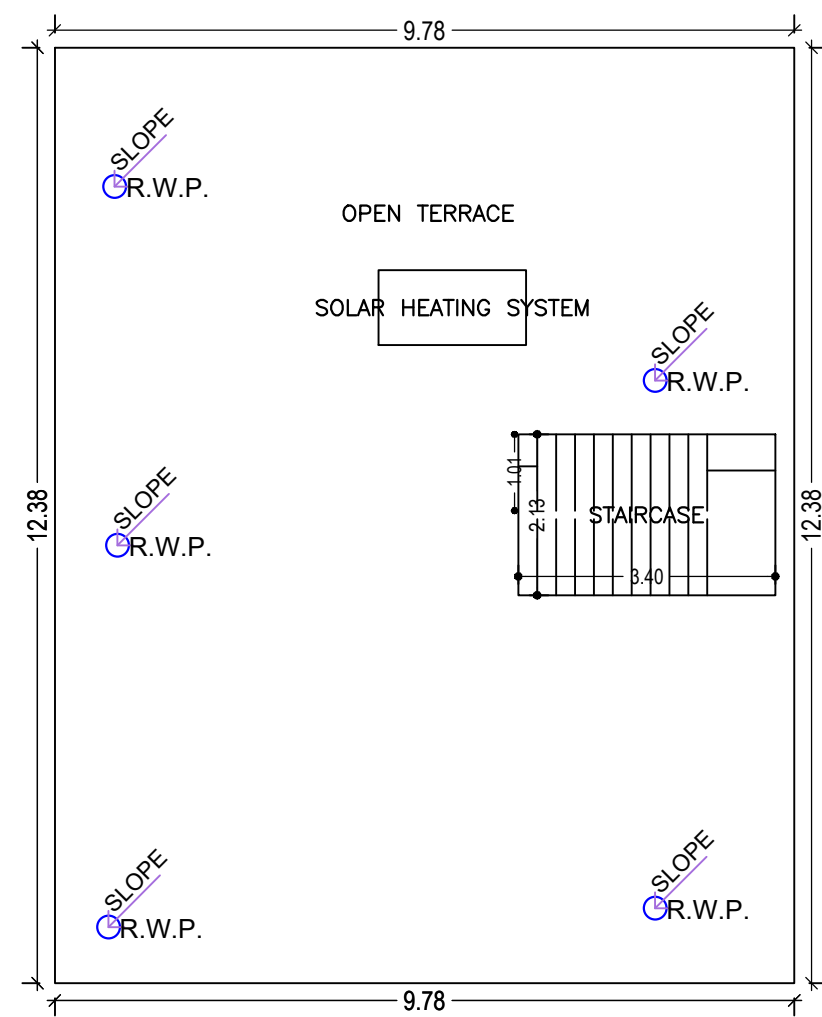 9.78
SLOPE
R.W.P.
OPEN TERRACE
SOLAR HEATING SYSTEM
SLOPE
R.W.P.
1.01
2.13
STAIRCASE
3.40
12.38
12.38
SLOPE
R.W.P.
SLOPE
R.W.P.
SLOPE
R.W.P.
9.78